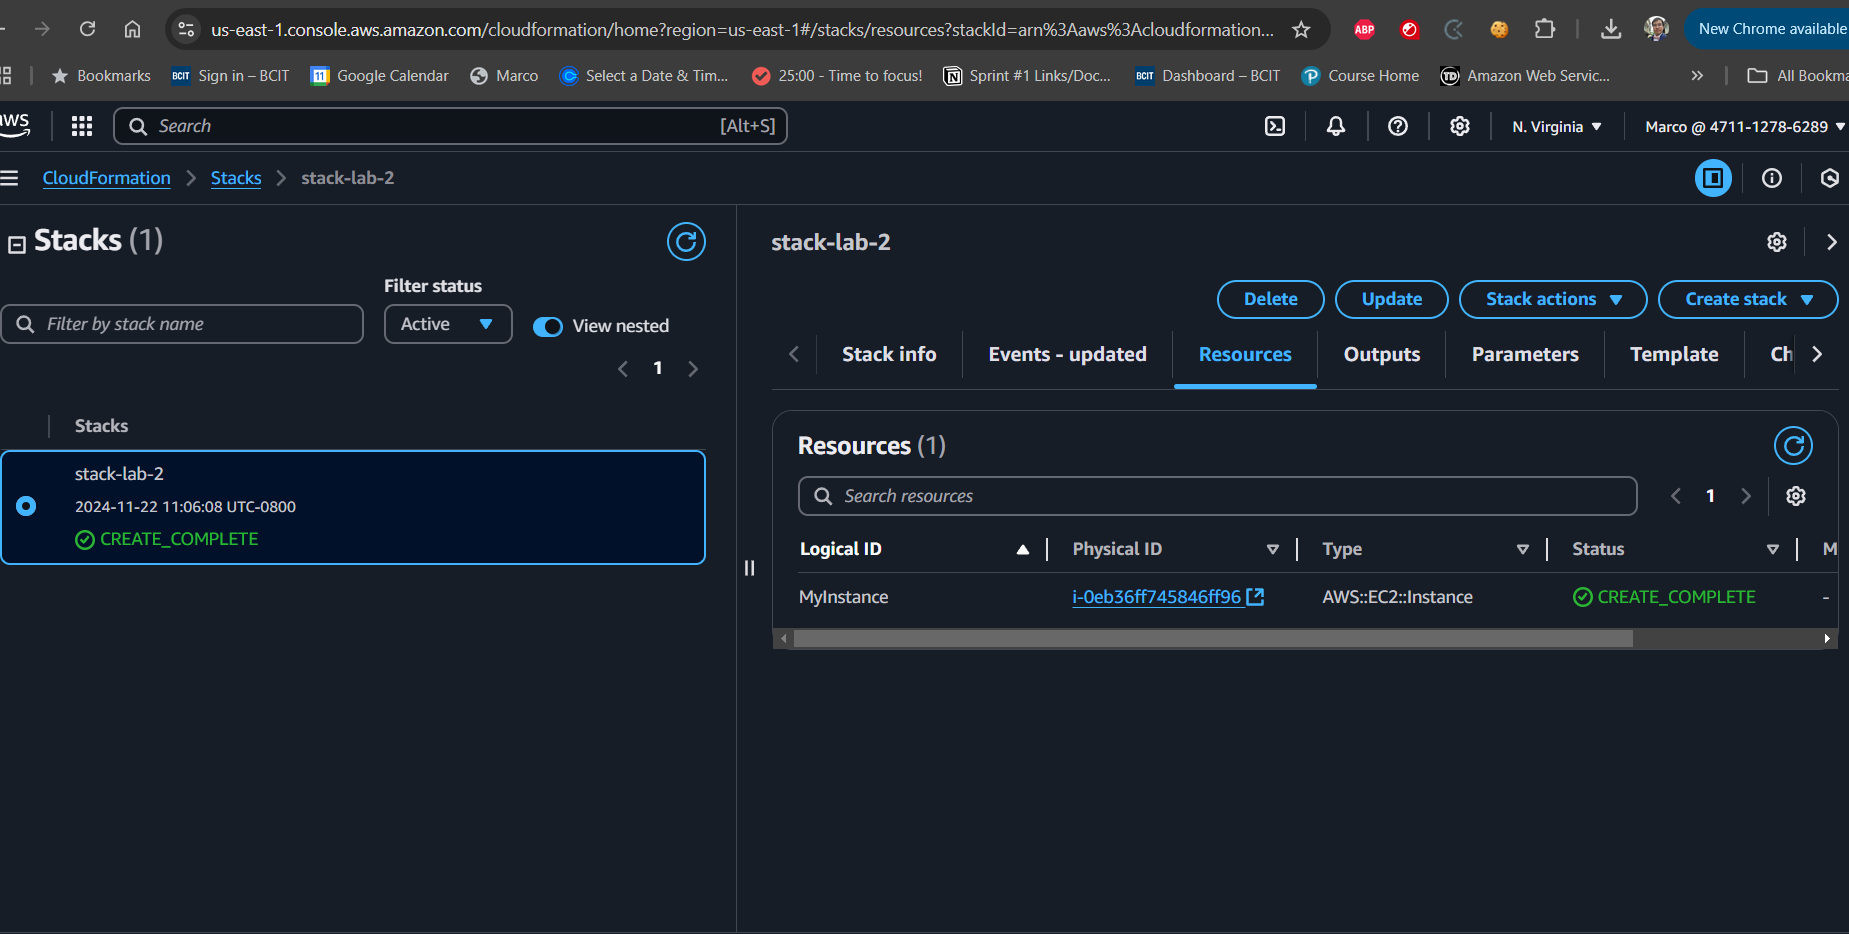 us-east-1.console.aws.amazon.com/cloudformation/home?region=us-east-1#/stacks/resources?stackId=arn%3Aaws%3Acloudformation...
ABP
New Chrome available
Bookmarks
BCIT Sign in – BCIT
11 Google Calendar
Marco
Select a Date & Tim...
25:00 - Time to focus!
Sprint #1 Links/Doc...
BCIT Dashboard – BCIT
Course Home
TD Amazon Web Servic...
All Bookma
aws
Search [Alt+S]
N. Virginia
Marco @ 4711-1278-6289
CloudFormation > Stacks > stack-lab-2
Stacks (1)
Filter status
Filter by stack name
Active
View nested
1
Stacks
stack-lab-2
2024-11-22 11:06:08 UTC-0800
CREATE_COMPLETE
stack-lab-2
Delete
Update
Stack actions
Create stack
Stack info
Events - updated
Resources
Outputs
Parameters
Template
Ch
Resources (1)
Search resources
1
Logical ID
Physical ID
Type
Status
M
MyInstance
i-0eb36ff745846ff96
AWS::EC2::Instance
CREATE_COMPLETE
-